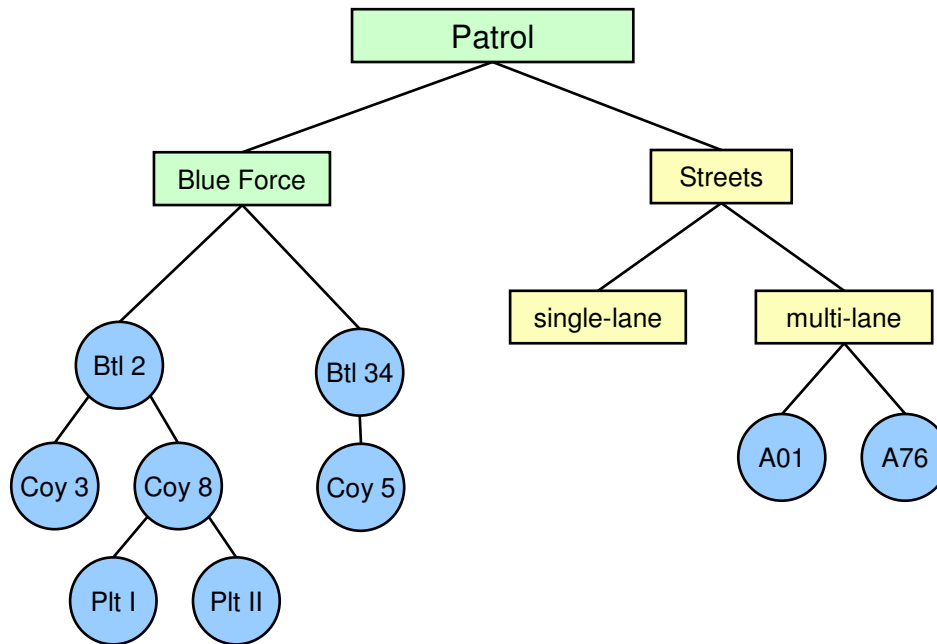 Patrol
Blue Force
Streets
single-lane
multi-lane
Btl 2
Btl 34
A01
A76
Coy 3
Coy 8
Coy 5
Plt I
Plt II